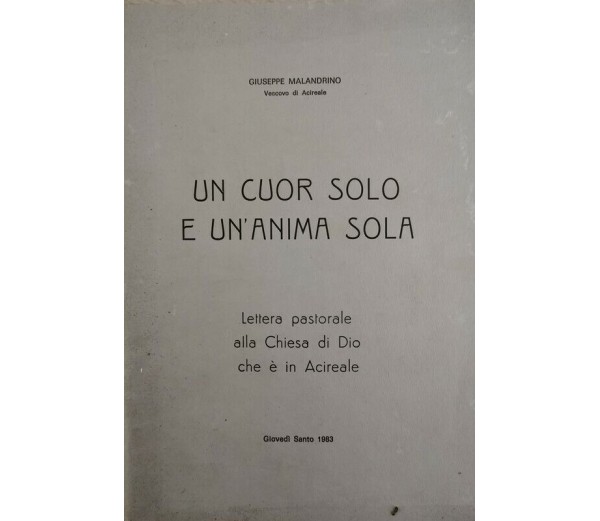 GIUSEPPE MALANDRINO
Vescovo di Acireale
UN CUOR SOLO
E UN'ANIMA SOLA
Lettera pastorale
alla Chiesa di Dio
che è in Acireale
Giovedì Santo 1983